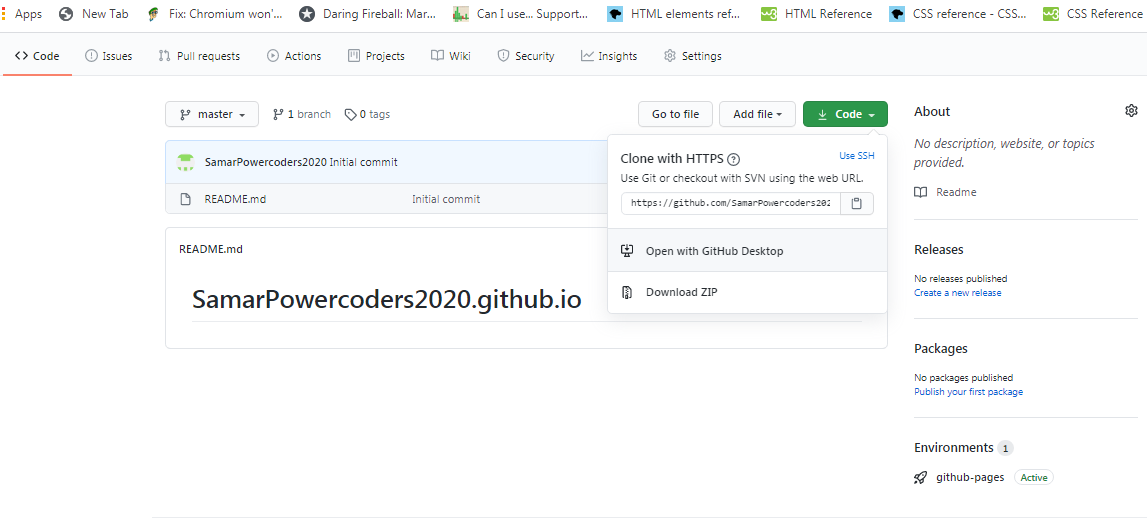 Apps New Tab Fix: Chromium won'... Daring Fireball: Mar... Can I use... Support... HTML elements ref... HTML Reference CSS reference - CSS... CSS Reference
Code Issues Pull requests Actions Projects Wiki Security Insights Settings
master 1 branch 0 tags Go to file Add file Code
SamarPowercoders2020 Initial commit
README.md Initial commit
Clone with HTTPS Use SSH
Use Git or checkout with SVN using the web URL.
https://github.com/SamarPowercoders202
Open with GitHub Desktop
Download ZIP
README.md
SamarPowercoders2020.github.io
About
No description, website, or topics
provided.
Readme
Releases
No releases published
Create a new release
Packages
No packages published
Publish your first package
Environments 1
github-pages Active